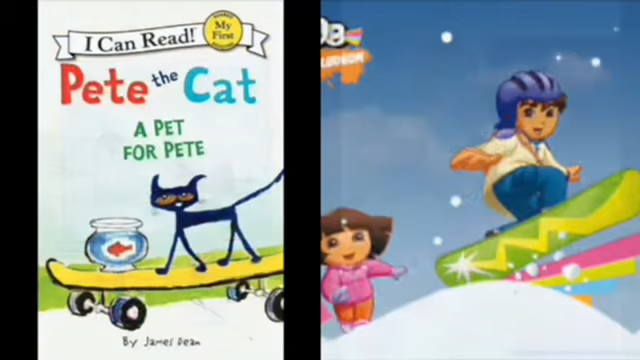 I Can Read!
My
First
Pete the Cat
A PET
FOR PETE
By James Dean